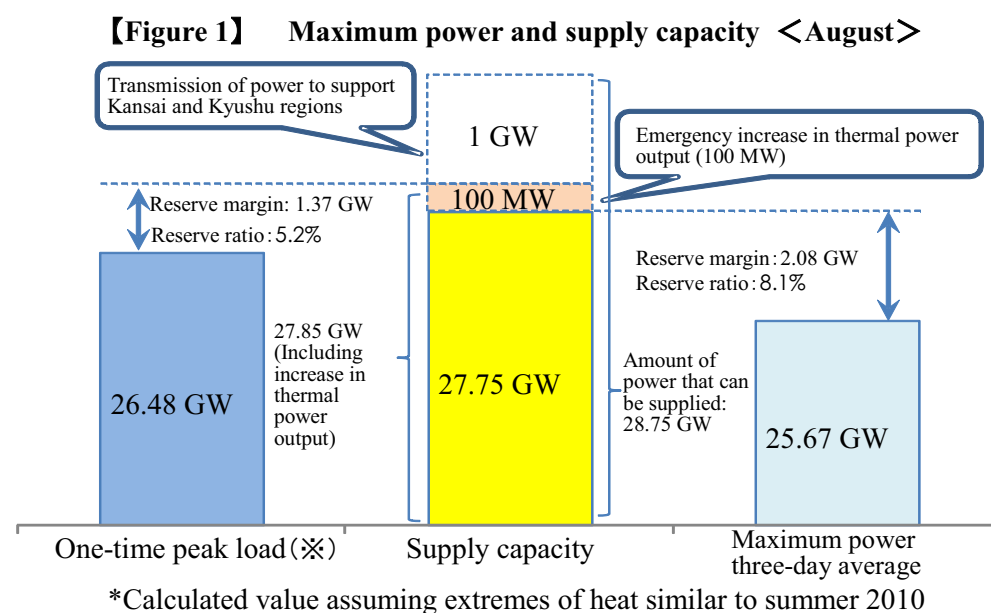 【Figure 1】 Maximum power and supply capacity ＜August＞
Transmission of power to support
Kansai and Kyushu regions
1 GW
Emergency increase in thermal power
output (100 MW)
100 MW
Reserve margin: 1.37 GW
Reserve ratio：5.2%
Reserve margin：2.08 GW
Reserve ratio：8.1%
27.85 GW
(Including
increase in
thermal
power
output)
26.48 GW
27.75 GW
Amount of
power that can
be supplied:
28.75 GW
25.67 GW
One-time peak load（※）
Supply capacity
Maximum power
three-day average
*Calculated value assuming extremes of heat similar to summer 2010